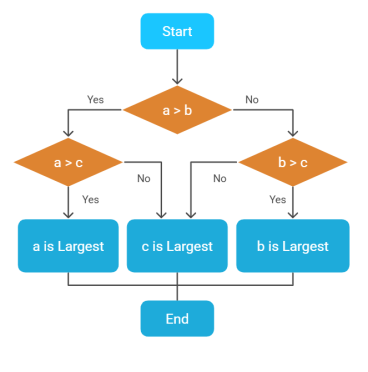 Start
Yes
No
a > b
a > c
b > c
No
No
Yes
Yes
a is Largest
c is Largest
b is Largest
End